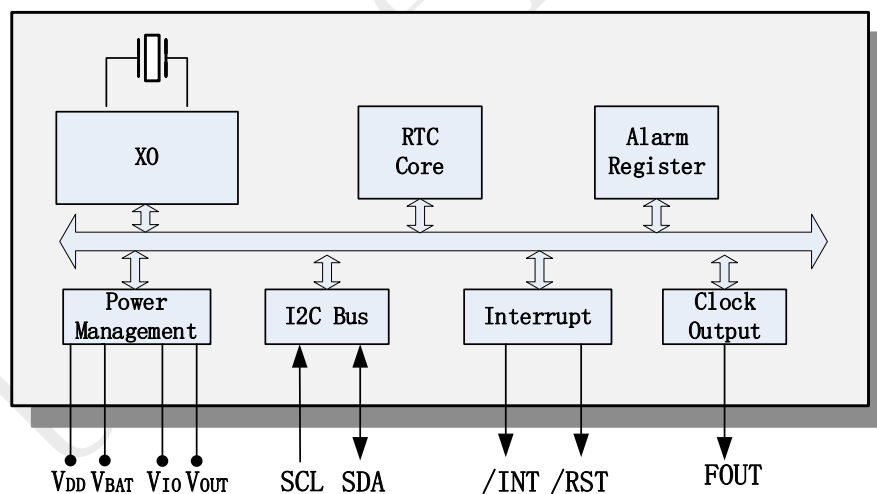 XO
RTC
Core
Alarm
Register
Power
Management
I2C Bus
Interrupt
Clock
Output
VDD VBAT VIO VOUT SCL SDA /INT /RST FOUT